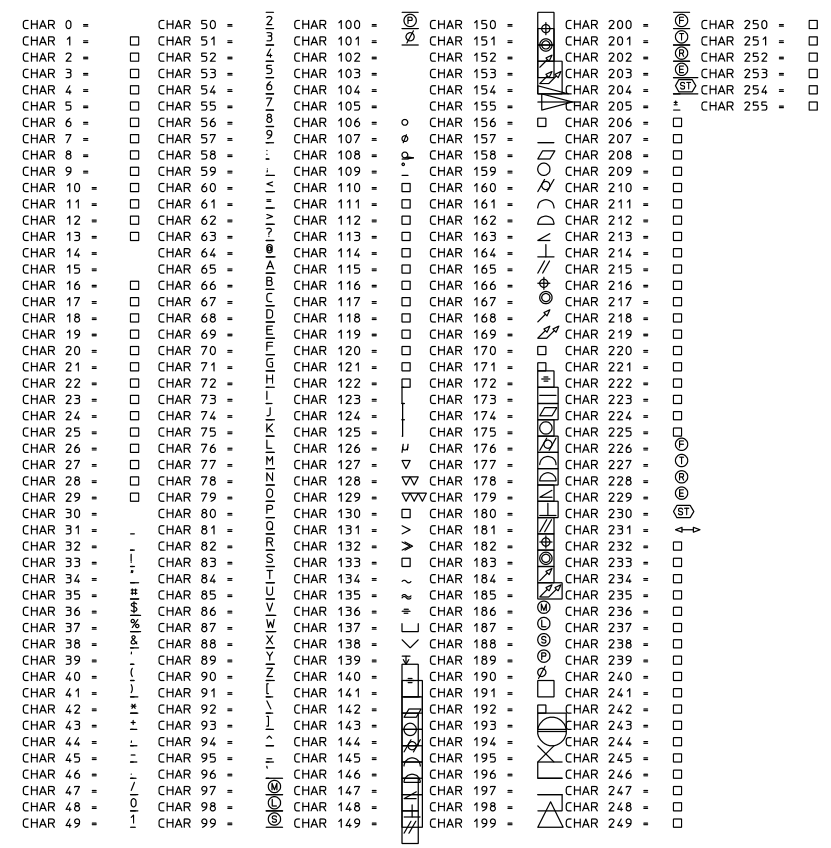 CHAR 0 = CHAR 50 = 2 CHAR 100 = Ⓟ CHAR 150 = ⌖ CHAR 200 = Ⓕ CHAR 250 =
CHAR 1 = CHAR 51 = 3 CHAR 101 = Ø CHAR 151 = ◎ CHAR 201 = Ⓣ CHAR 251 =
CHAR 2 = CHAR 52 = 4 CHAR 102 = CHAR 152 = CHAR 202 = Ⓡ CHAR 252 =
CHAR 3 = CHAR 53 = 5 CHAR 103 = CHAR 153 = CHAR 203 = Ⓔ CHAR 253 =
CHAR 4 = CHAR 54 = 6 CHAR 104 = CHAR 154 = CHAR 204 = ST CHAR 254 =
CHAR 5 = CHAR 55 = 7 CHAR 105 = CHAR 155 = CHAR 205 = ± CHAR 255 =
CHAR 6 = CHAR 56 = 8 CHAR 106 = CHAR 156 = CHAR 206 =
CHAR 7 = CHAR 57 = 9 CHAR 107 = ø CHAR 157 = CHAR 207 =
CHAR 8 = CHAR 58 = : CHAR 108 = CHAR 158 = CHAR 208 =
CHAR 9 = CHAR 59 = ; CHAR 109 = ° CHAR 159 = CHAR 209 =
CHAR 10 = CHAR 60 = < CHAR 110 = CHAR 160 = CHAR 210 =
CHAR 11 = CHAR 61 = = CHAR 111 = CHAR 161 = CHAR 211 =
CHAR 12 = CHAR 62 = > CHAR 112 = CHAR 162 = CHAR 212 =
CHAR 13 = CHAR 63 = ? CHAR 113 = CHAR 163 = ∠ CHAR 213 =
CHAR 14 = CHAR 64 = @ CHAR 114 = CHAR 164 = ⊥ CHAR 214 =
CHAR 15 = CHAR 65 = A CHAR 115 = CHAR 165 = // CHAR 215 =
CHAR 16 = CHAR 66 = B CHAR 116 = CHAR 166 = ⌖ CHAR 216 =
CHAR 17 = CHAR 67 = C CHAR 117 = CHAR 167 = ◎ CHAR 217 =
CHAR 18 = CHAR 68 = D CHAR 118 = CHAR 168 = CHAR 218 =
CHAR 19 = CHAR 69 = E CHAR 119 = CHAR 169 = CHAR 219 =
CHAR 20 = CHAR 70 = F CHAR 120 = CHAR 170 = CHAR 220 =
CHAR 21 = CHAR 71 = G CHAR 121 = CHAR 171 = CHAR 221 =
CHAR 22 = CHAR 72 = H CHAR 122 = CHAR 172 = CHAR 222 =
CHAR 23 = CHAR 73 = I CHAR 123 = CHAR 173 = CHAR 223 =
CHAR 24 = CHAR 74 = J CHAR 124 = CHAR 174 = CHAR 224 =
CHAR 25 = CHAR 75 = K CHAR 125 = CHAR 175 = CHAR 225 =
CHAR 26 = CHAR 76 = L CHAR 126 = μ CHAR 176 = CHAR 226 = Ⓕ
CHAR 27 = CHAR 77 = M CHAR 127 = ▽ CHAR 177 = CHAR 227 = Ⓣ
CHAR 28 = CHAR 78 = N CHAR 128 = ▽▽ CHAR 178 = CHAR 228 = Ⓡ
CHAR 29 = CHAR 79 = O CHAR 129 = ▽▽▽ CHAR 179 = CHAR 229 = Ⓔ
CHAR 30 = CHAR 80 = P CHAR 130 = CHAR 180 = CHAR 230 = ST
CHAR 31 = _ CHAR 81 = Q CHAR 131 = > CHAR 181 = // CHAR 231 = ↔
CHAR 32 = _ CHAR 82 = R CHAR 132 = CHAR 182 = ⌖ CHAR 232 =
CHAR 33 = ! CHAR 83 = S CHAR 133 = CHAR 183 = ◎ CHAR 233 =
CHAR 34 = " CHAR 84 = T CHAR 134 = ~ CHAR 184 = CHAR 234 =
CHAR 35 = # CHAR 85 = U CHAR 135 = ≈ CHAR 185 = CHAR 235 =
CHAR 36 = $ CHAR 86 = V CHAR 136 = CHAR 186 = Ⓜ CHAR 236 =
CHAR 37 = % CHAR 87 = W CHAR 137 = CHAR 187 = Ⓛ CHAR 237 =
CHAR 38 = & CHAR 88 = X CHAR 138 = CHAR 188 = Ⓢ CHAR 238 =
CHAR 39 = ' CHAR 89 = Y CHAR 139 = CHAR 189 = Ⓟ CHAR 239 =
CHAR 40 = ( CHAR 90 = Z CHAR 140 = CHAR 190 = Ø CHAR 240 =
CHAR 41 = ) CHAR 91 = [ CHAR 141 = CHAR 191 = CHAR 241 =
CHAR 42 = * CHAR 92 = \ CHAR 142 = CHAR 192 = CHAR 242 =
CHAR 43 = + CHAR 93 = ] CHAR 143 = CHAR 193 = CHAR 243 =
CHAR 44 = , CHAR 94 = ^ CHAR 144 = CHAR 194 = CHAR 244 =
CHAR 45 = - CHAR 95 = _ CHAR 145 = CHAR 195 = CHAR 245 =
CHAR 46 = . CHAR 96 = ` CHAR 146 = CHAR 196 = CHAR 246 =
CHAR 47 = / CHAR 97 = Ⓜ CHAR 147 = CHAR 197 = CHAR 247 =
CHAR 48 = 0 CHAR 98 = Ⓛ CHAR 148 = CHAR 198 = CHAR 248 =
CHAR 49 = 1 CHAR 99 = Ⓢ CHAR 149 = // CHAR 199 = CHAR 249 =